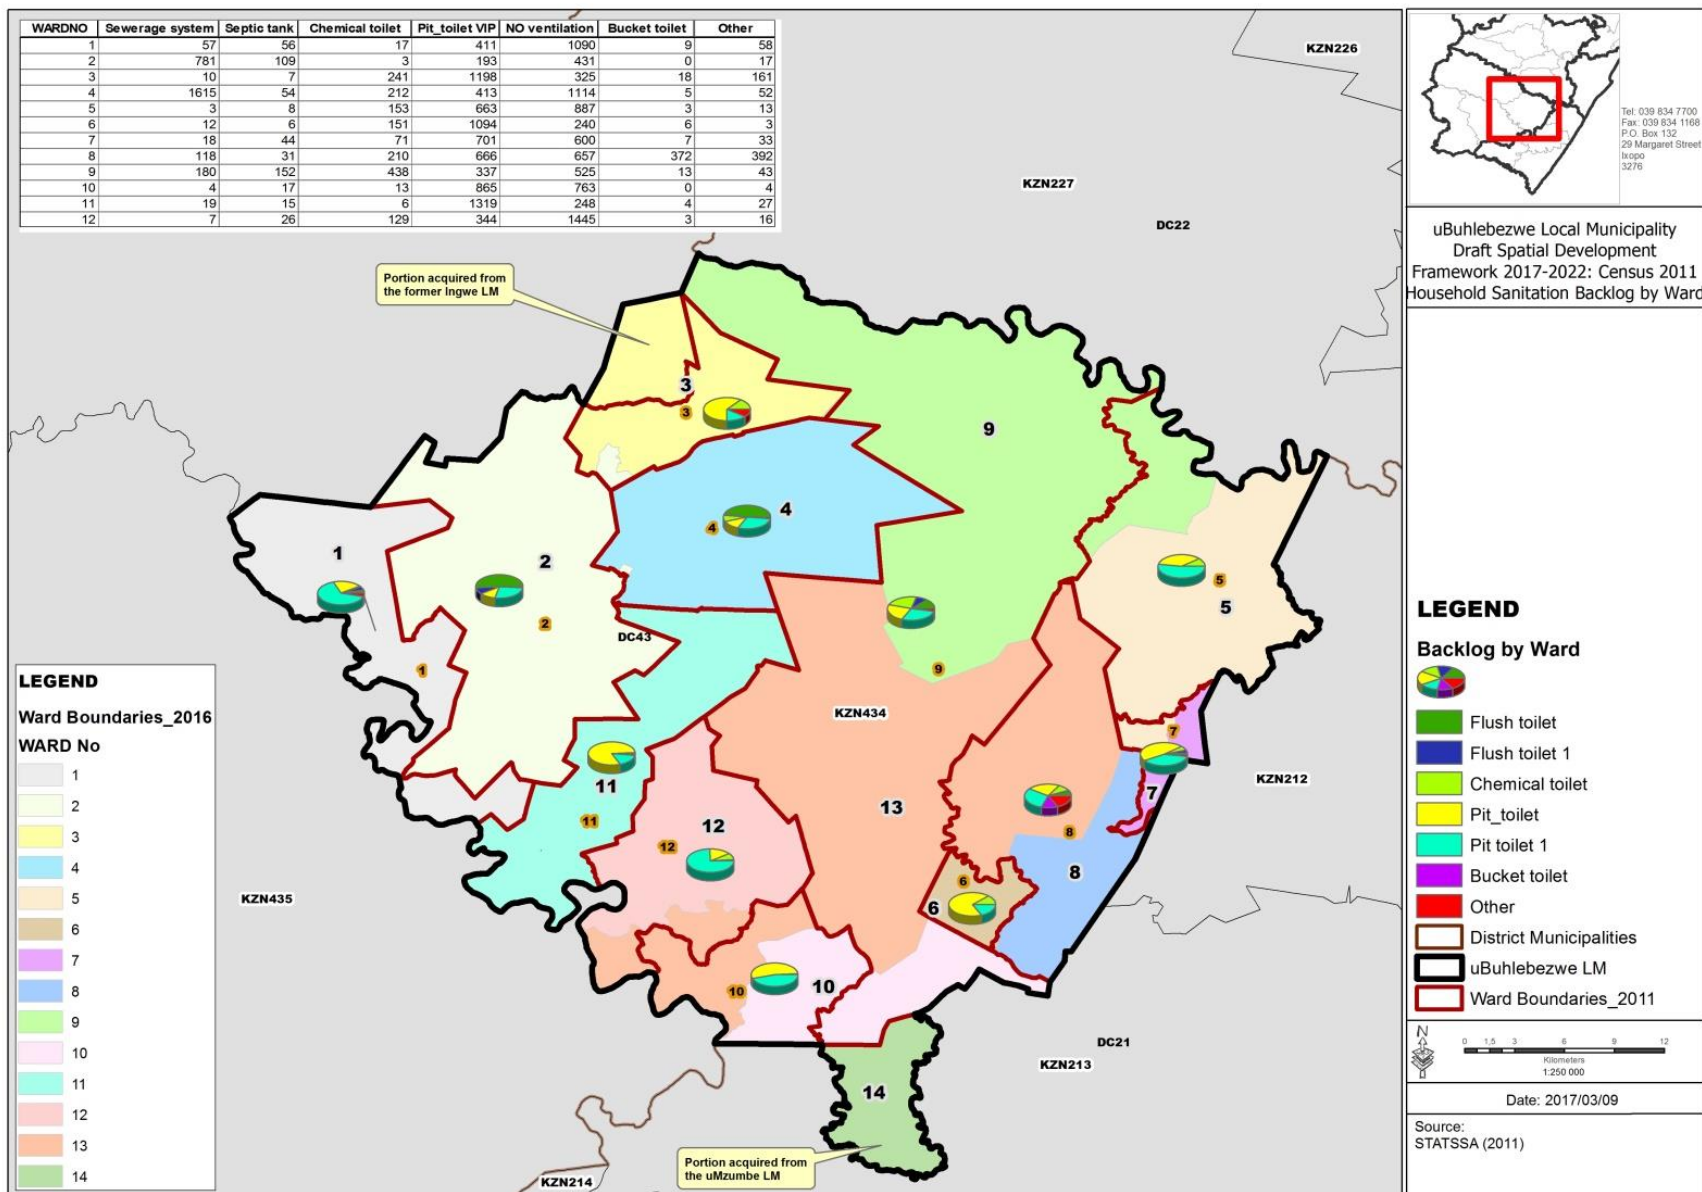 WARDNO Sewerage system Septic tank Chemical toilet Pit_toilet VIP NO ventilation Bucket toilet Other
1 57 56 17 411 1090 9 58
2 781 109 3 193 431 0 17
3 10 7 241 1198 325 18 161
4 1615 54 212 413 1114 5 52
5 3 8 153 663 887 3 13
6 12 6 151 1094 240 6 3
7 18 44 71 701 600 7 33
8 118 31 210 666 657 372 392
9 180 152 438 337 525 13 43
10 4 17 13 865 763 0 4
11 19 15 6 1319 248 4 27
12 7 26 129 344 1445 3 16
KZN226
KZN227
DC22
Portion acquired from
the former Ingwe LM
3
3
9
4
4
1
2
5
5
2
DC43
1
9
KZN434
7
KZN212
11
13
7
11
12
12
8
8
6
6
KZN435
10
10
DC21
KZN213
14
Portion acquired from
the uMzumbe LM
KZN214
LEGEND
Ward Boundaries_2016
WARD No
1
2
3
4
5
6
7
8
9
10
11
12
13
14
Tel: 039 834 7700
Fax: 039 834 1168
P.O. Box 132
29 Margaret Street
Ixopo
3276
uBuhlebezwe Local Municipality
Draft Spatial Development
Framework 2017-2022: Census 2011
Household Sanitation Backlog by Ward
LEGEND
Backlog by Ward
Flush toilet
Flush toilet 1
Chemical toilet
Pit_toilet
Pit toilet 1
Bucket toilet
Other
District Municipalities
uBuhlebezwe LM
Ward Boundaries_2011
N
0 1,5 3 6 9 12
Kilometers
1:250 000
Date: 2017/03/09
Source:
STATSSA (2011)